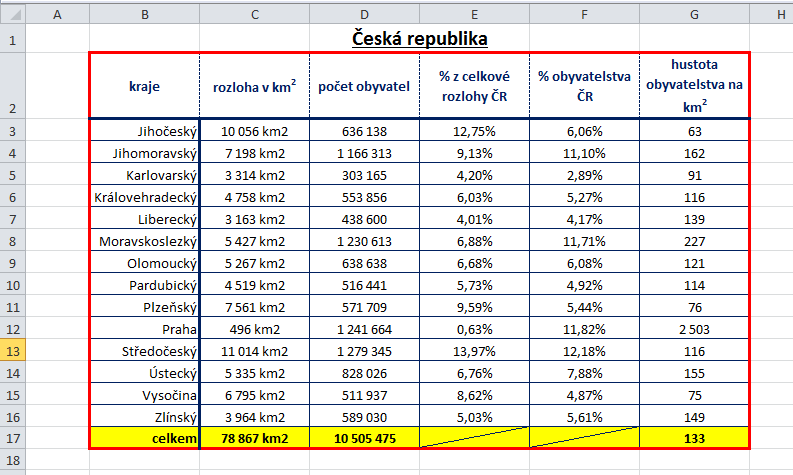 A B C D E F G H
1 Česká republika
2 kraje rozloha v km² počet obyvatel % z celkové rozlohy ČR % obyvatelstva ČR hustota obyvatelstva na km²
3 Jihočeský 10 056 km2 636 138 12,75% 6,06% 63
4 Jihomoravský 7 198 km2 1 166 313 9,13% 11,10% 162
5 Karlovarský 3 314 km2 303 165 4,20% 2,89% 91
6 Královehradecký 4 758 km2 553 856 6,03% 5,27% 116
7 Liberecký 3 163 km2 438 600 4,01% 4,17% 139
8 Moravskoslezký 5 427 km2 1 230 613 6,88% 11,71% 227
9 Olomoucký 5 267 km2 638 638 6,68% 6,08% 121
10 Pardubický 4 519 km2 516 441 5,73% 4,92% 114
11 Plzeňský 7 561 km2 571 709 9,59% 5,44% 76
12 Praha 496 km2 1 241 664 0,63% 11,82% 2 503
13 Středočeský 11 014 km2 1 279 345 13,97% 12,18% 116
14 Ústecký 5 335 km2 828 026 6,76% 7,88% 155
15 Vysočina 6 795 km2 511 937 8,62% 4,87% 75
16 Zlínský 3 964 km2 589 030 5,03% 5,61% 149
17 celkem 78 867 km2 10 505 475 133
18